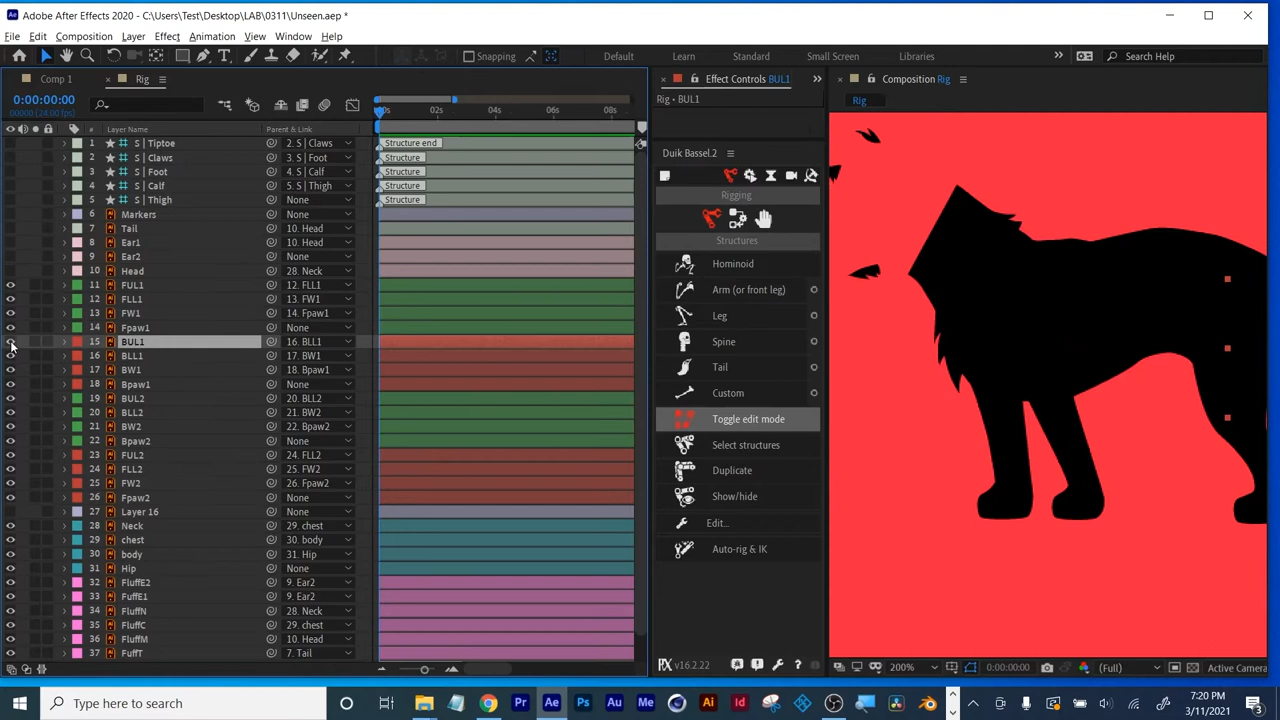 Adobe After Effects 2020 - C:\Users\Test\Desktop\LAB\0311\Unseen.aep *
File Edit Composition Layer Effect Animation View Window Help
Snapping Default Learn Standard Small Screen Libraries Search Help
Comp 1 Rig Effect Controls BUL1 Composition Rig
0:00:00:00
00000 (24.00 fps)
Rig • BUL1 Rig
02s 04s 06s 08s
# Layer Name Parent & Link
1 S | Tiptoe 2. S | Claws Structure end
2 S | Claws 3. S | Foot Structure
3 S | Foot 4. S | Calf Structure
4 S | Calf 5. S | Thigh Structure
5 S | Thigh None Structure
6 Markers None
7 Tail 10. Head
8 Ear1 10. Head
9 Ear2 None
10 Head 28. Neck
11 FUL1 12. FLL1
12 FLL1 13. FW1
13 FW1 14. Fpaw1
14 Fpaw1 None
15 BUL1 16. BLL1
16 BLL1 17. BW1
17 BW1 18. Bpaw1
18 Bpaw1 None
19 BUL2 20. BLL2
20 BLL2 21. BW2
21 BW2 22. Bpaw2
22 Bpaw2 None
23 FUL2 24. FLL2
24 FLL2 25. FW2
25 FW2 26. Fpaw2
26 Fpaw2 None
27 Layer 16 None
28 Neck 29. chest
29 chest 30. body
30 body 31. Hip
31 Hip None
32 FluffE2 9. Ear2
33 FuffE1 9. Ear2
34 FluffN 28. Neck
35 FluffC 29. chest
36 FluffM 10. Head
37 FuffT 7. Tail
Duik Bassel.2
Rigging
Structures
Hominoid
Arm (or front leg)
Leg
Spine
Tail
Custom
Toggle edit mode
Select structures
Duplicate
Show/hide
Edit...
Auto-rig & IK
v16.2.22
200% 0:00:00:00 (Full) Active Camera
Type here to search
7:20 PM
3/11/2021
3